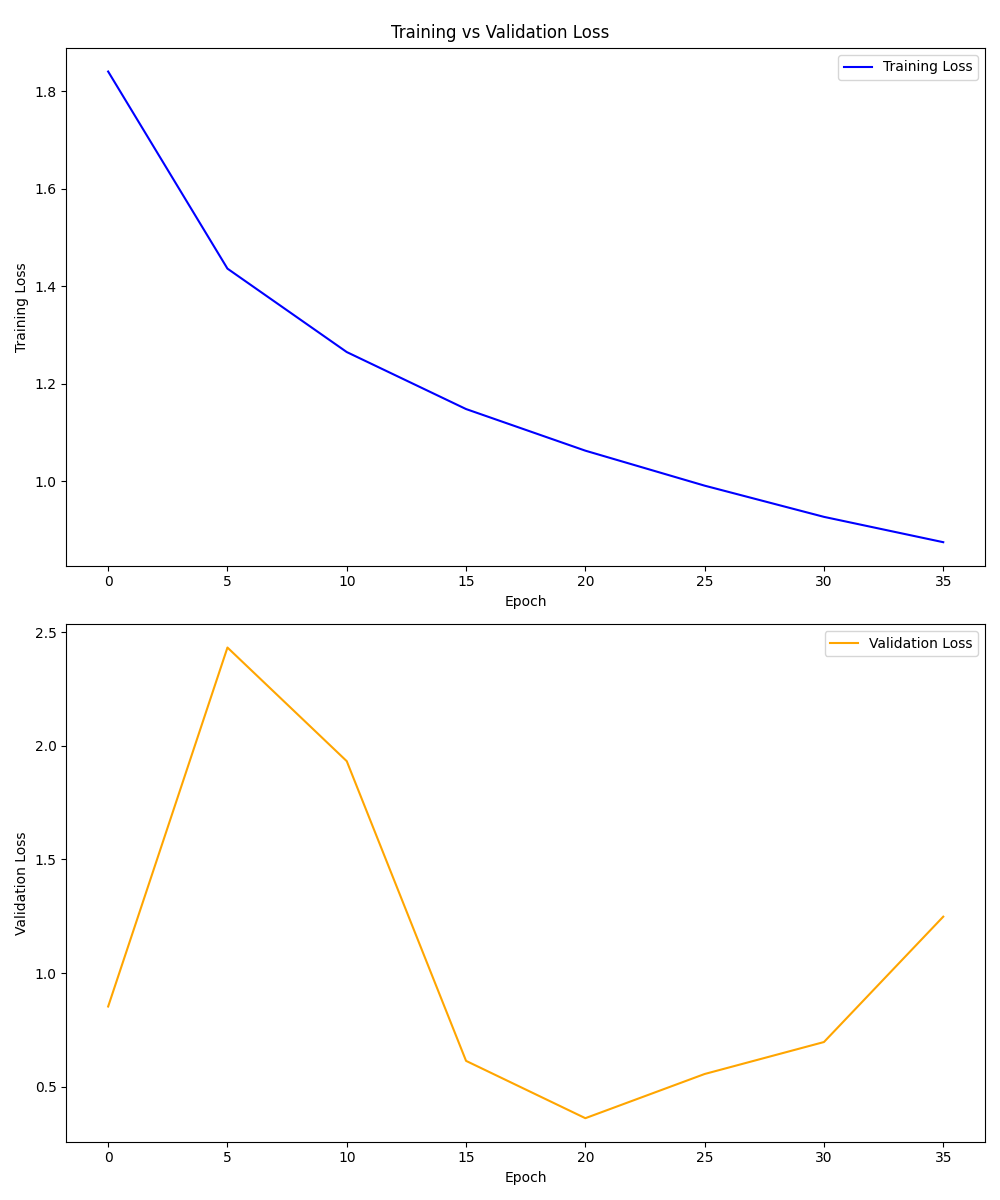 Training vs Validation Loss
Training Loss
1.8
1.6
1.4
1.2
1.0
Training Loss
0 5 10 15 20 25 30 35
Epoch
Validation Loss
2.5
2.0
1.5
1.0
0.5
Validation Loss
0 5 10 15 20 25 30 35
Epoch